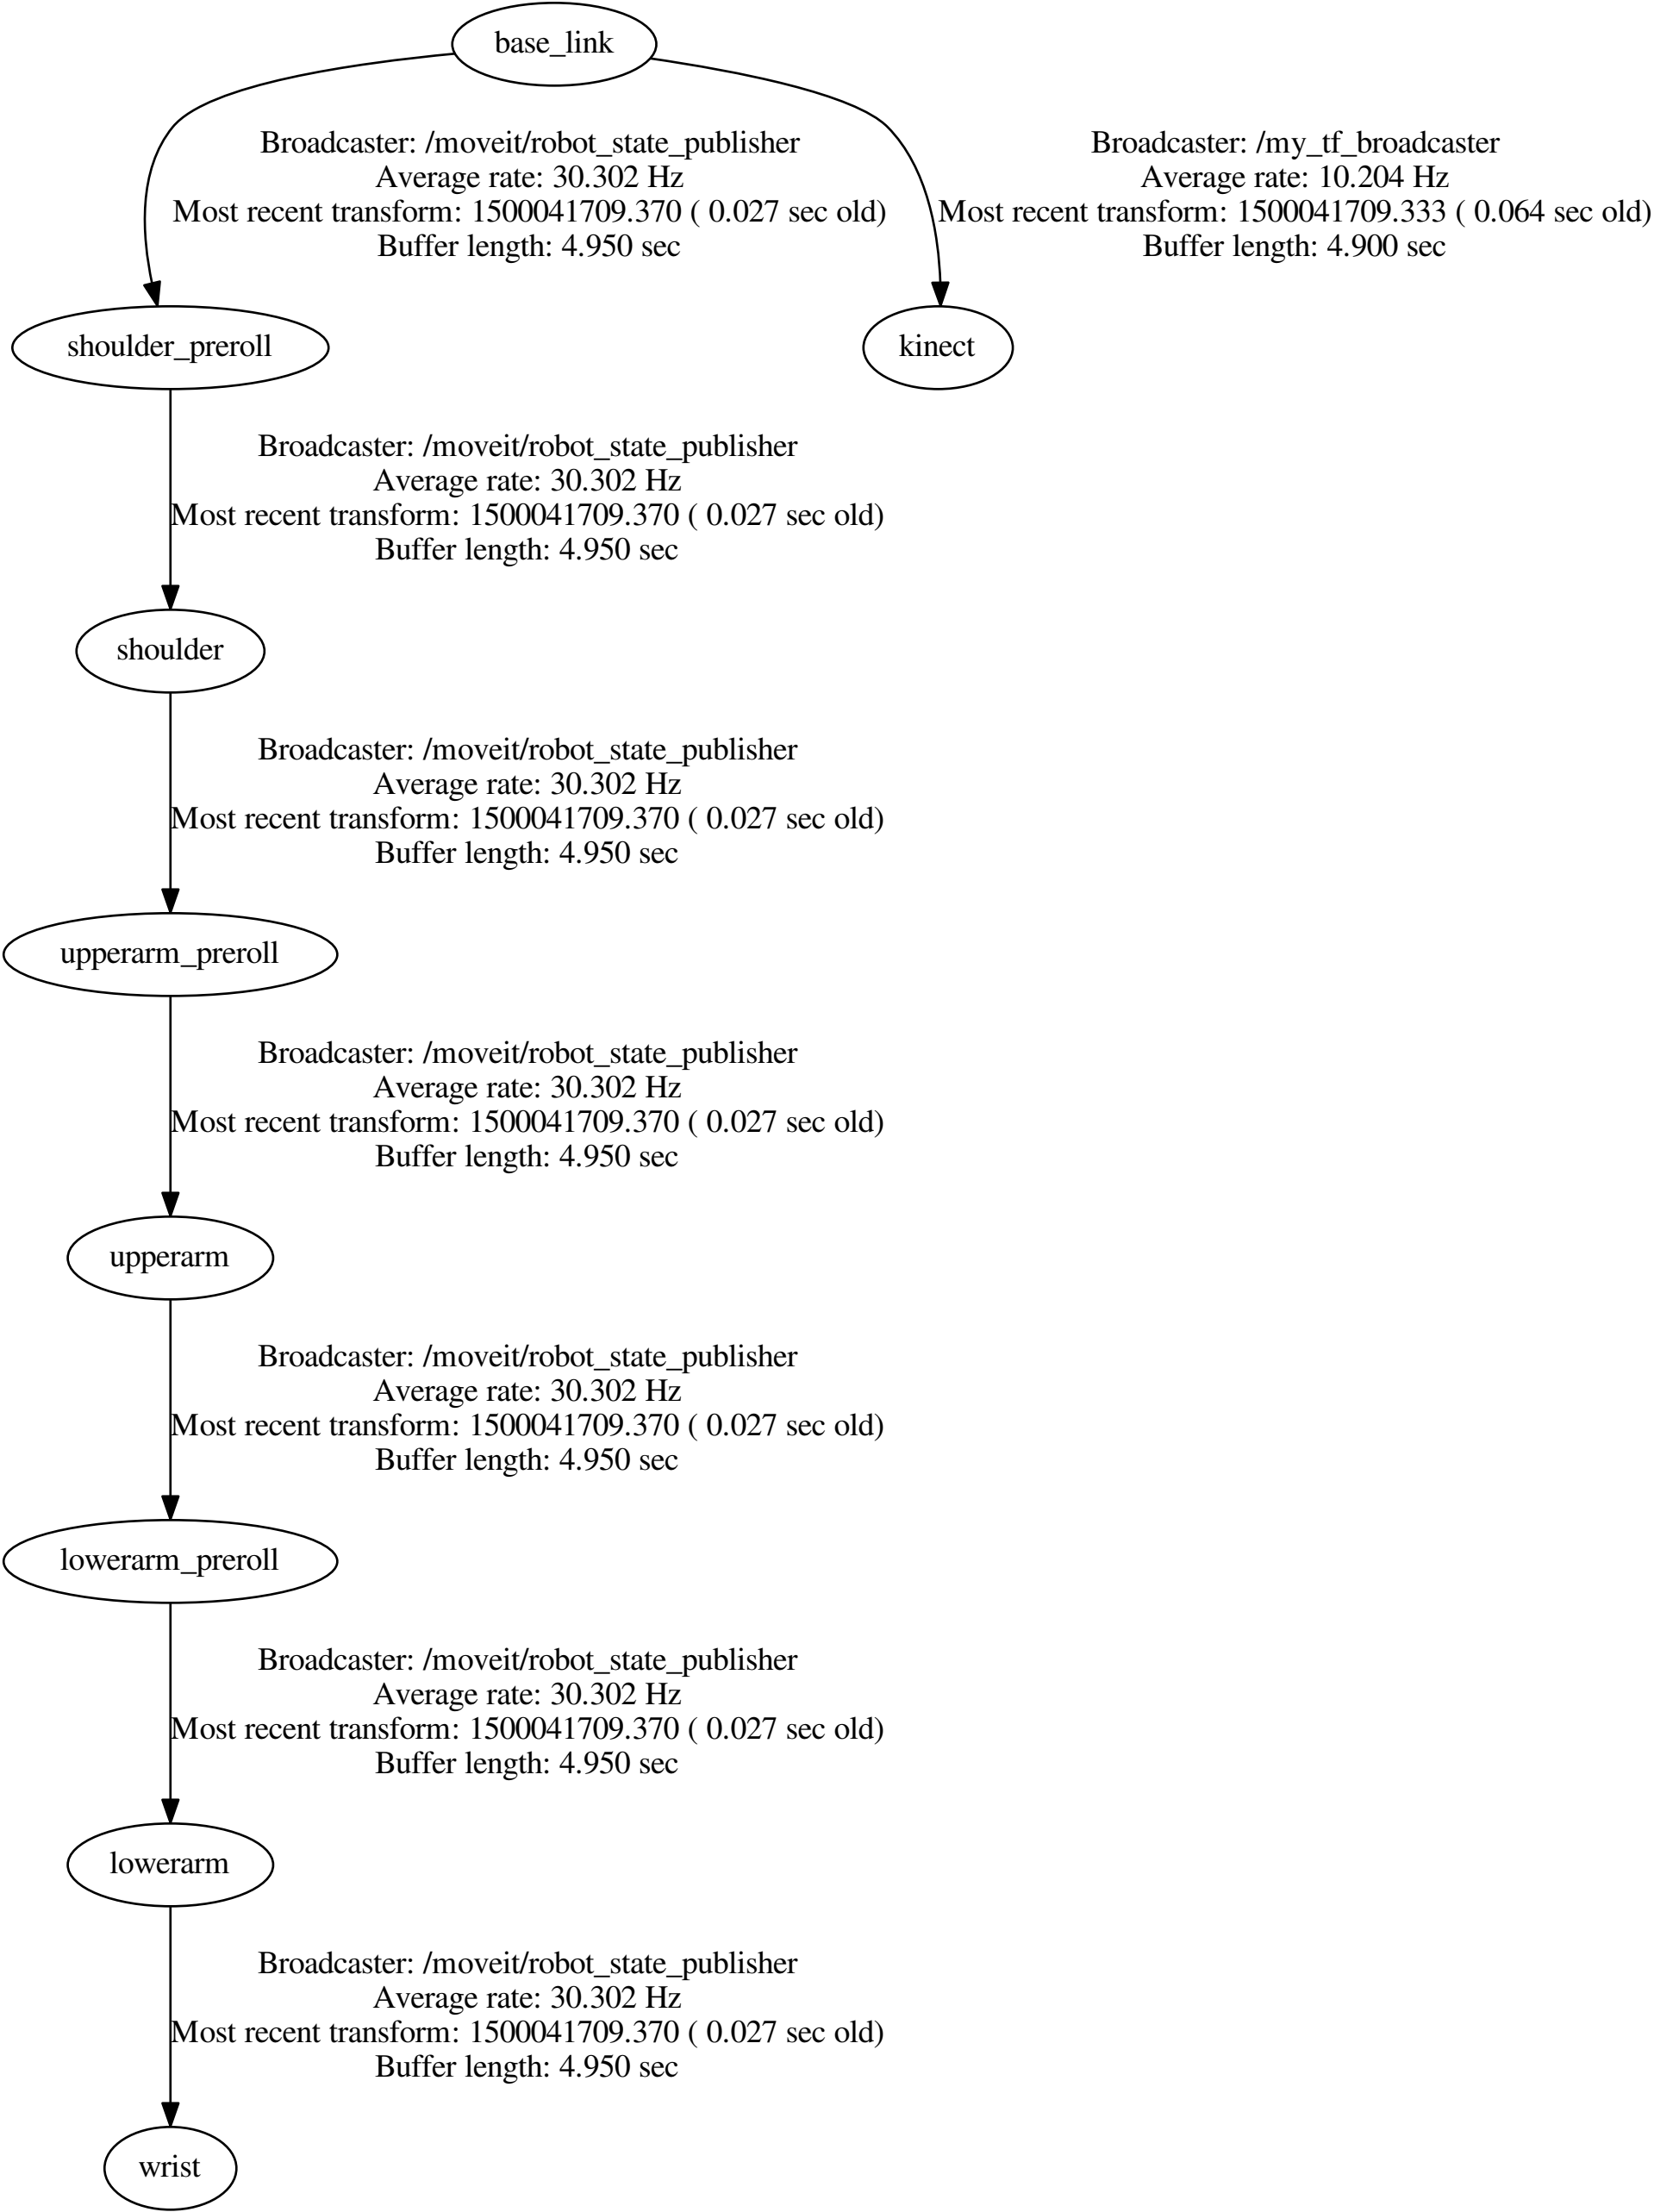 base_link
Broadcaster: /moveit/robot_state_publisher
Average rate: 30.302 Hz
Most recent transform: 1500041709.370 ( 0.027 sec old)
Buffer length: 4.950 sec
Broadcaster: /my_tf_broadcaster
Average rate: 10.204 Hz
Most recent transform: 1500041709.333 ( 0.064 sec old)
Buffer length: 4.900 sec
shoulder_preroll
kinect
Broadcaster: /moveit/robot_state_publisher
Average rate: 30.302 Hz
Most recent transform: 1500041709.370 ( 0.027 sec old)
Buffer length: 4.950 sec
shoulder
Broadcaster: /moveit/robot_state_publisher
Average rate: 30.302 Hz
Most recent transform: 1500041709.370 ( 0.027 sec old)
Buffer length: 4.950 sec
upperarm_preroll
Broadcaster: /moveit/robot_state_publisher
Average rate: 30.302 Hz
Most recent transform: 1500041709.370 ( 0.027 sec old)
Buffer length: 4.950 sec
upperarm
Broadcaster: /moveit/robot_state_publisher
Average rate: 30.302 Hz
Most recent transform: 1500041709.370 ( 0.027 sec old)
Buffer length: 4.950 sec
lowerarm_preroll
Broadcaster: /moveit/robot_state_publisher
Average rate: 30.302 Hz
Most recent transform: 1500041709.370 ( 0.027 sec old)
Buffer length: 4.950 sec
lowerarm
Broadcaster: /moveit/robot_state_publisher
Average rate: 30.302 Hz
Most recent transform: 1500041709.370 ( 0.027 sec old)
Buffer length: 4.950 sec
wrist